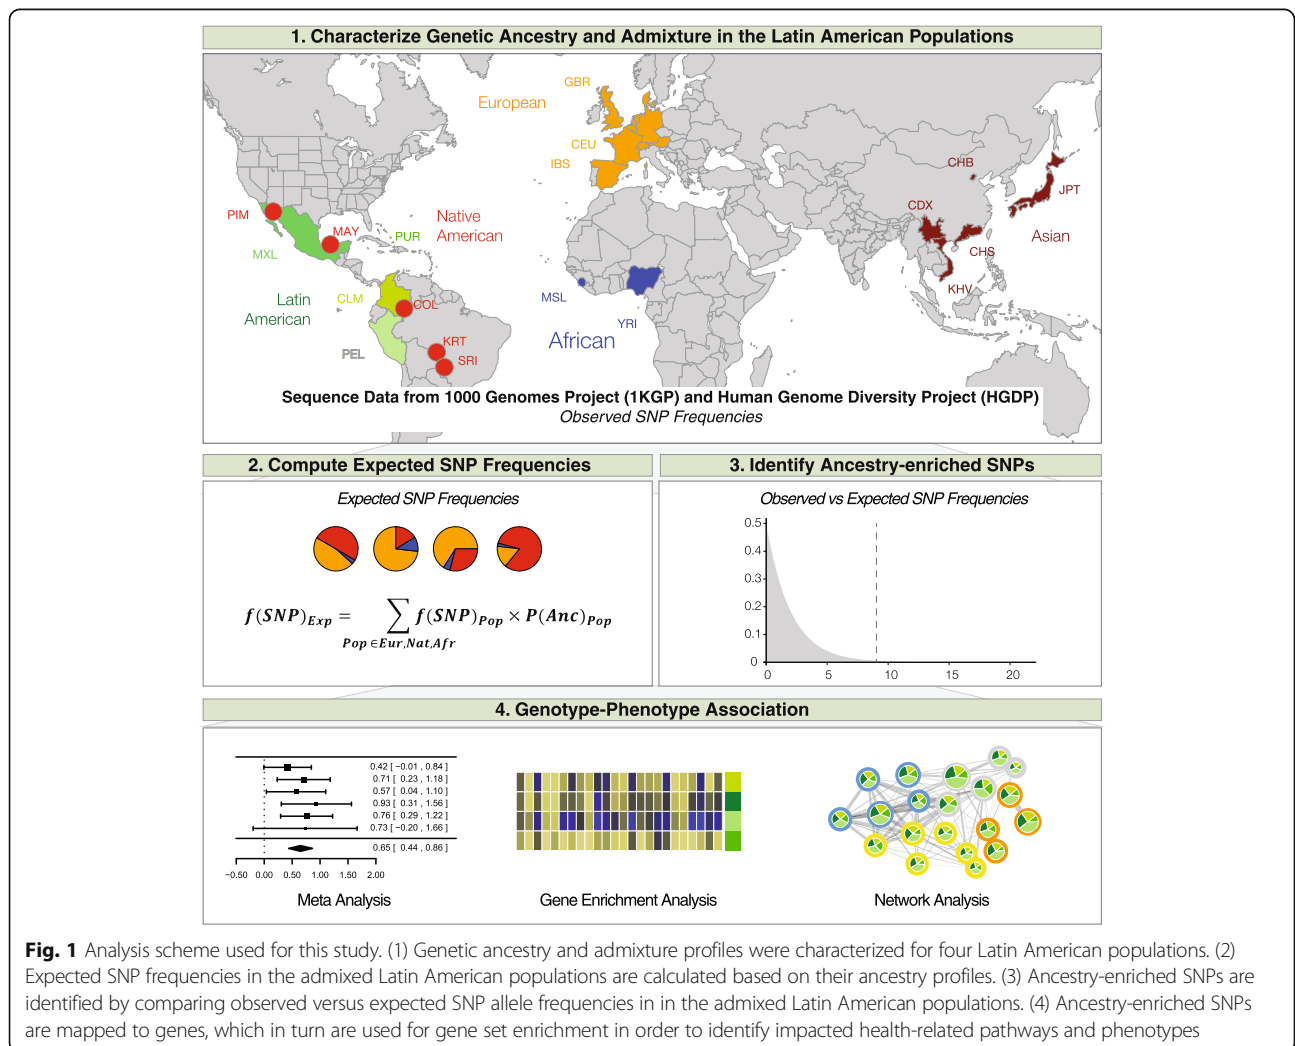 1. Characterize Genetic Ancestry and Admixture in the Latin American Populations
GBR
European
CEU
IBS
CHB
JPT
CDX
Asian
CHS
KHV
PIM
Native
American
MAY
PUR
MXL
MSL
YRI
African
CLM
COL
Latin
American
PEL
KRT
SRI
Sequence Data from 1000 Genomes Project (1KGP) and Human Genome Diversity Project (HGDP)
Observed SNP Frequencies
2. Compute Expected SNP Frequencies
Expected SNP Frequencies
f(SNP)Exp = ∑ f(SNP)Pop × P(Anc)Pop
Pop ∈Eur,Nat,Afr
3. Identify Ancestry-enriched SNPs
Observed vs Expected SNP Frequencies
0.5
0.4
0.3
0.2
0.1
0
0 5 10 15 20
4. Genotype-Phenotype Association
0.42 [ −0.01 , 0.84 ]
0.71 [ 0.23 , 1.18 ]
0.57 [ 0.04 , 1.10 ]
0.93 [ 0.31 , 1.56 ]
0.76 [ 0.29 , 1.22 ]
0.73 [ −0.20 , 1.66 ]
0.65 [ 0.44 , 0.86 ]
−0.50 0.00 0.50 1.00 1.50 2.00
Meta Analysis
Gene Enrichment Analysis
Network Analysis
Fig. 1 Analysis scheme used for this study. (1) Genetic ancestry and admixture profiles were characterized for four Latin American populations. (2)
Expected SNP frequencies in the admixed Latin American populations are calculated based on their ancestry profiles. (3) Ancestry-enriched SNPs are
identified by comparing observed versus expected SNP allele frequencies in in the admixed Latin American populations. (4) Ancestry-enriched SNPs
are mapped to genes, which in turn are used for gene set enrichment in order to identify impacted health-related pathways and phenotypes